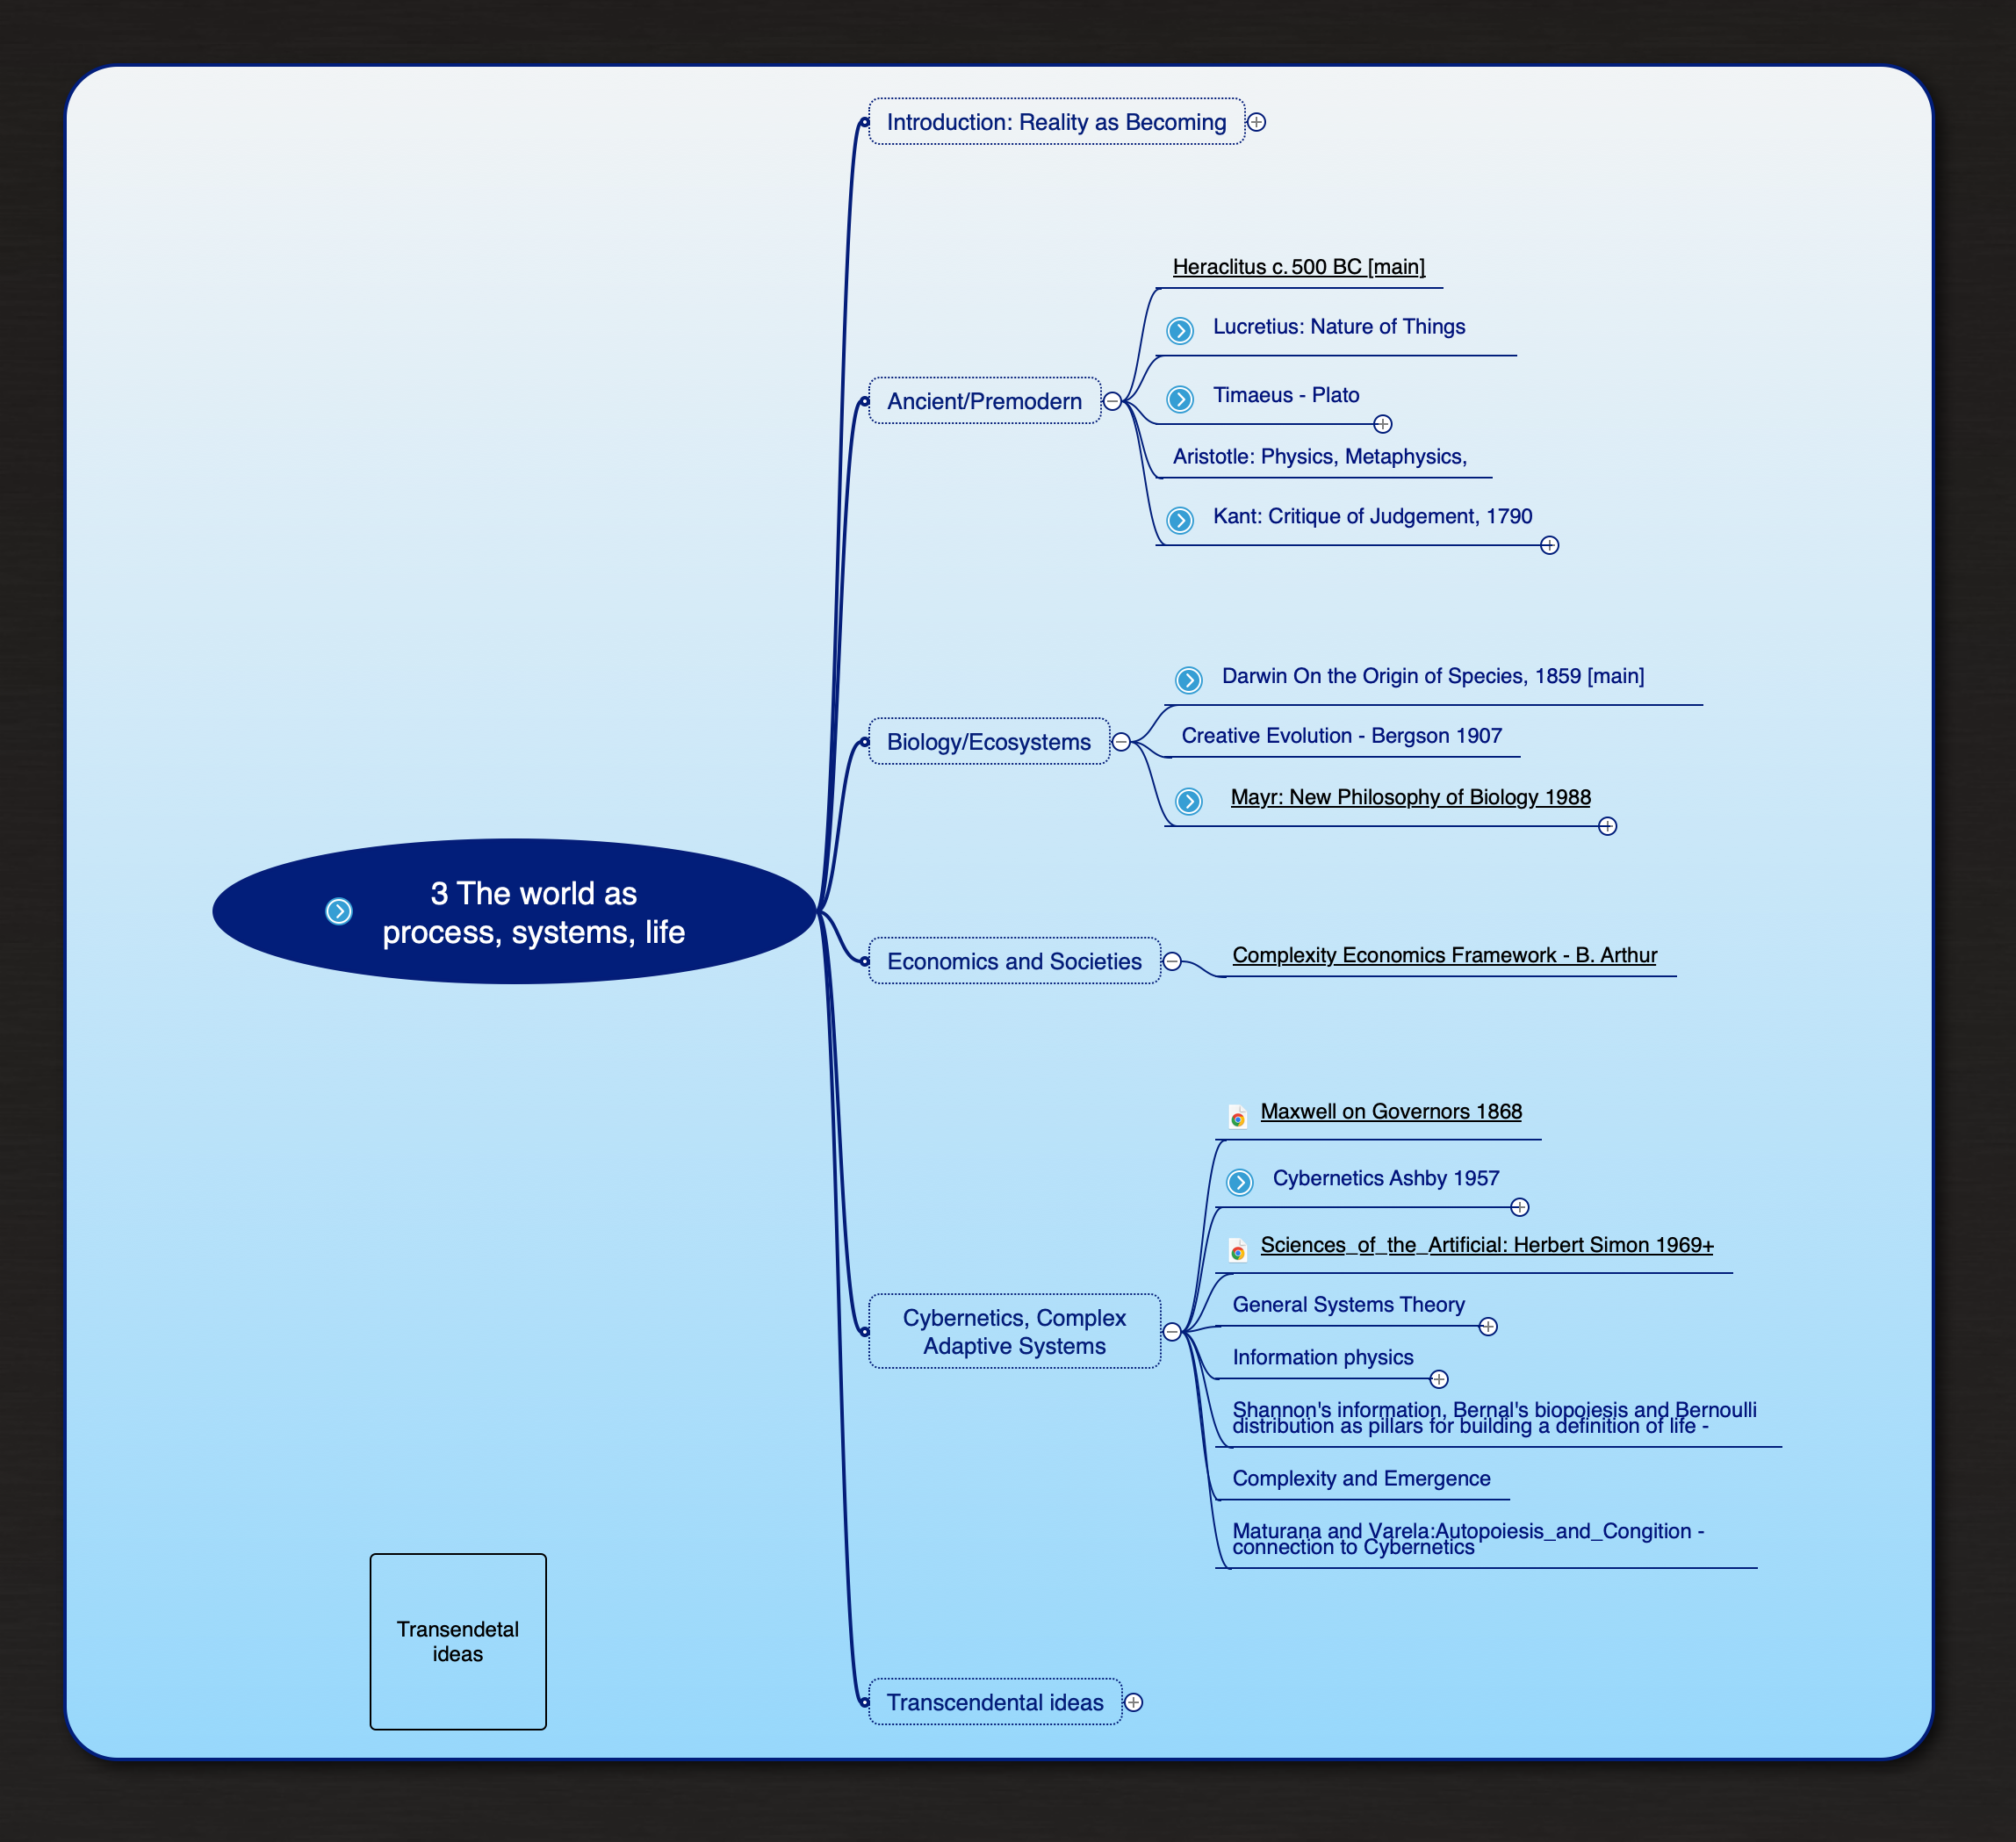 Introduction: Reality as Becoming
Heraclitus c. 500 BC [main]
Lucretius: Nature of Things
Timaeus - Plato
Ancient/Premodern
Aristotle: Physics, Metaphysics,
Kant: Critique of Judgement, 1790
Darwin On the Origin of Species, 1859 [main]
Creative Evolution - Bergson 1907
Biology/Ecosystems
Mayr: New Philosophy of Biology 1988
3 The world as
process, systems, life
Economics and Societies
Complexity Economics Framework - B. Arthur
Maxwell on Governors 1868
Cybernetics Ashby 1957
Sciences_of_the_Artificial: Herbert Simon 1969+
General Systems Theory
Cybernetics, Complex
Adaptive Systems
Information physics
Shannon's information, Bernal's biopoiesis and Bernoulli
distribution as pillars for building a definition of life -
Complexity and Emergence
Maturana and Varela:Autopoiesis_and_Congition -
connection to Cybernetics
Transendetal
ideas
Transcendental ideas